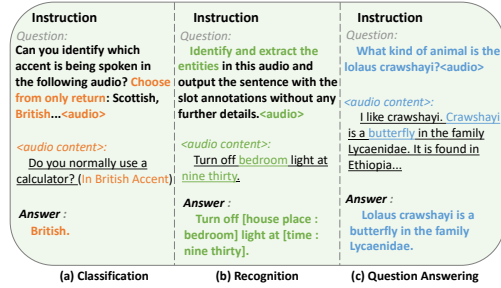 Instruction
Question:
Can you identify which
accent is being spoken in
the following audio? Choose
from only return: Scottish,
British...<audio>
<audio content>:
Do you normally use a
calculator? (In British Accent)
Answer :
British.
(a) Classification
Instruction
Question:
Identify and extract the
entities in this audio and
output the sentence with the
slot annotations without any
further details.<audio>
<audio content>:
Turn off bedroom light at
nine thirty.
Answer :
Turn off [house place :
bedroom] light at [time :
nine thirty].
(b) Recognition
Instruction
Question:
What kind of animal is the
lolaus crawshayi?<audio>
<audio content>:
I like crawshayi. Crawshayi
is a butterfly in the family
Lycaenidae. It is found in
Ethiopia...
Answer :
Lolaus crawshayi is a
butterfly in the family
Lycaenidae.
(c) Question Answering